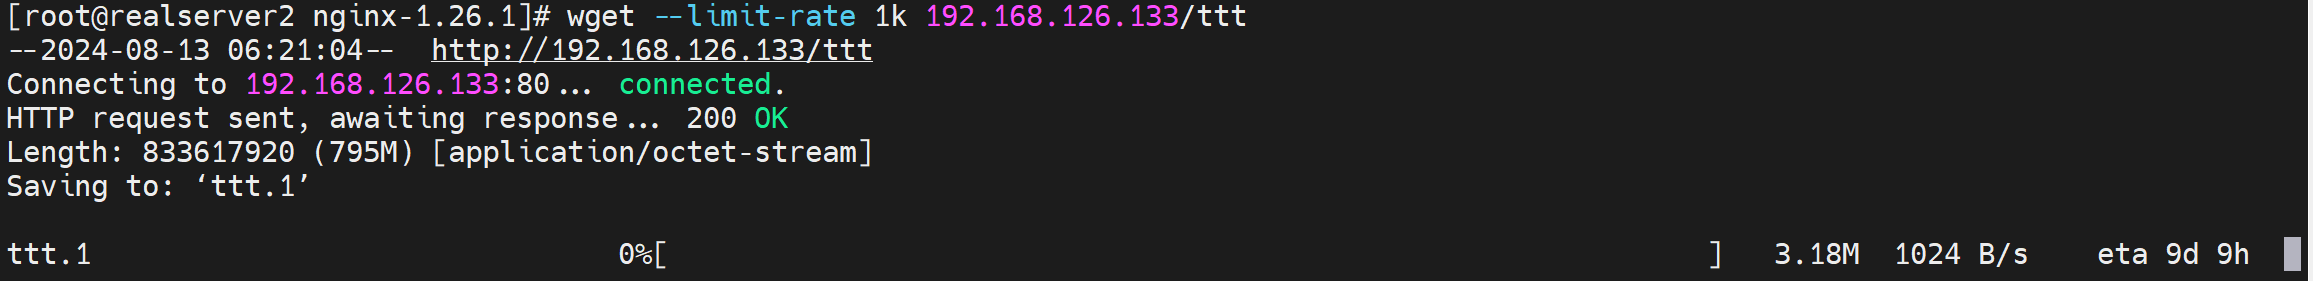 [root@realserver2 nginx-1.26.1]# wget --limit-rate 1k 192.168.126.133/ttt
--2024-08-13 06:21:04--  http://192.168.126.133/ttt
Connecting to 192.168.126.133:80... connected.
HTTP request sent, awaiting response... 200 OK
Length: 833617920 (795M) [application/octet-stream]
Saving to: ‘ttt.1’
ttt.1 0%[ ] 3.18M 1024 B/s eta 9d 9h